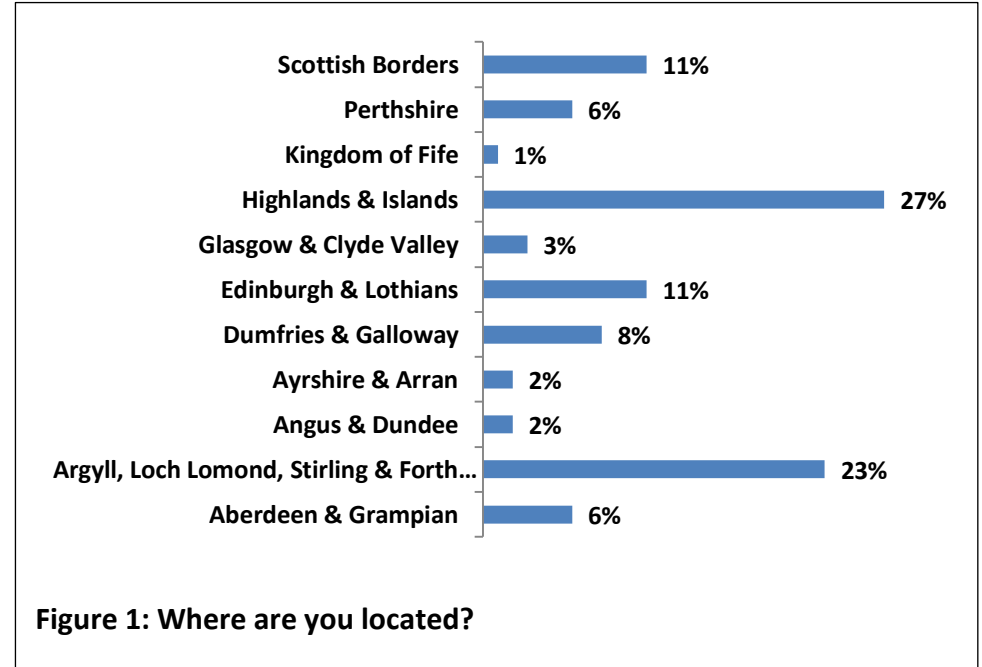 Scottish Borders 11%
Perthshire 6%
Kingdom of Fife 1%
Highlands & Islands 27%
Glasgow & Clyde Valley 3%
Edinburgh & Lothians 11%
Dumfries & Galloway 8%
Ayrshire & Arran 2%
Angus & Dundee 2%
Argyll, Loch Lomond, Stirling & Forth... 23%
Aberdeen & Grampian 6%
Figure 1: Where are you located?